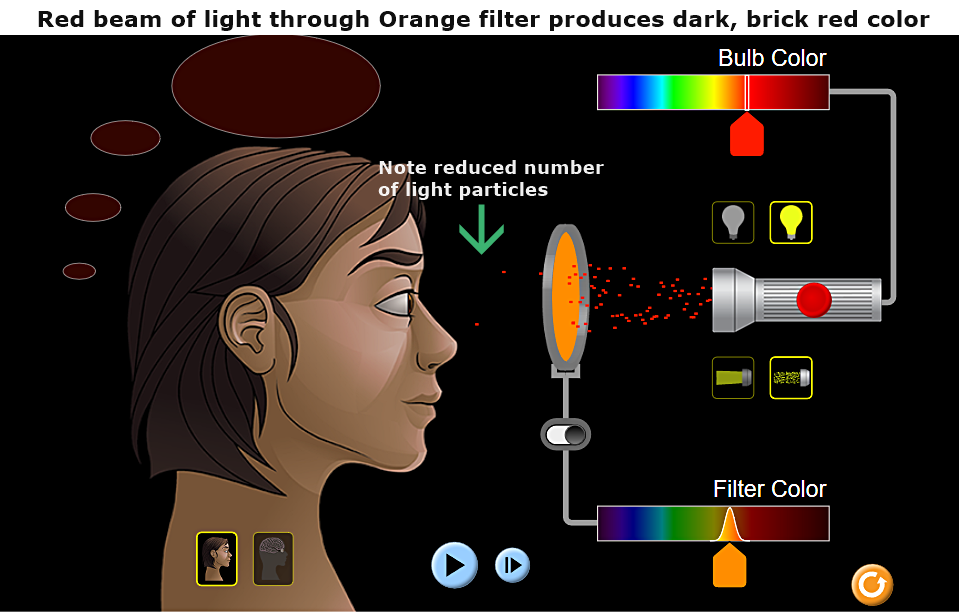 Red beam of light through Orange filter produces dark, brick red color
Bulb Color
Note reduced number
of light particles
Filter Color